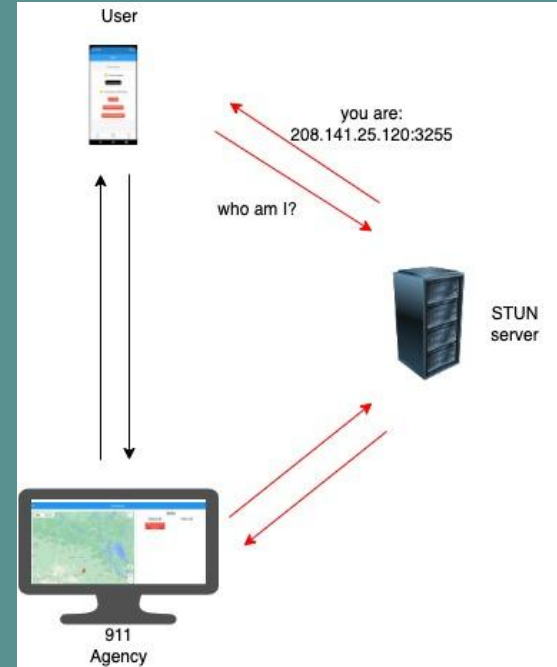 User
you are:
208.141.25.120:3255
who am I?
STUN
server
911
Agency